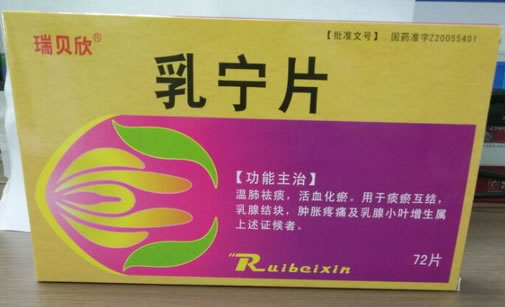 瑞贝欣®
【批准文号】 国药准字Z20055401
乳宁片
【功能主治】
温肺祛痰，活血化瘀。用于痰瘀互结，
乳腺结块，肿胀疼痛及乳腺小叶增生属
上述证候者。
Ruibeixin
72片